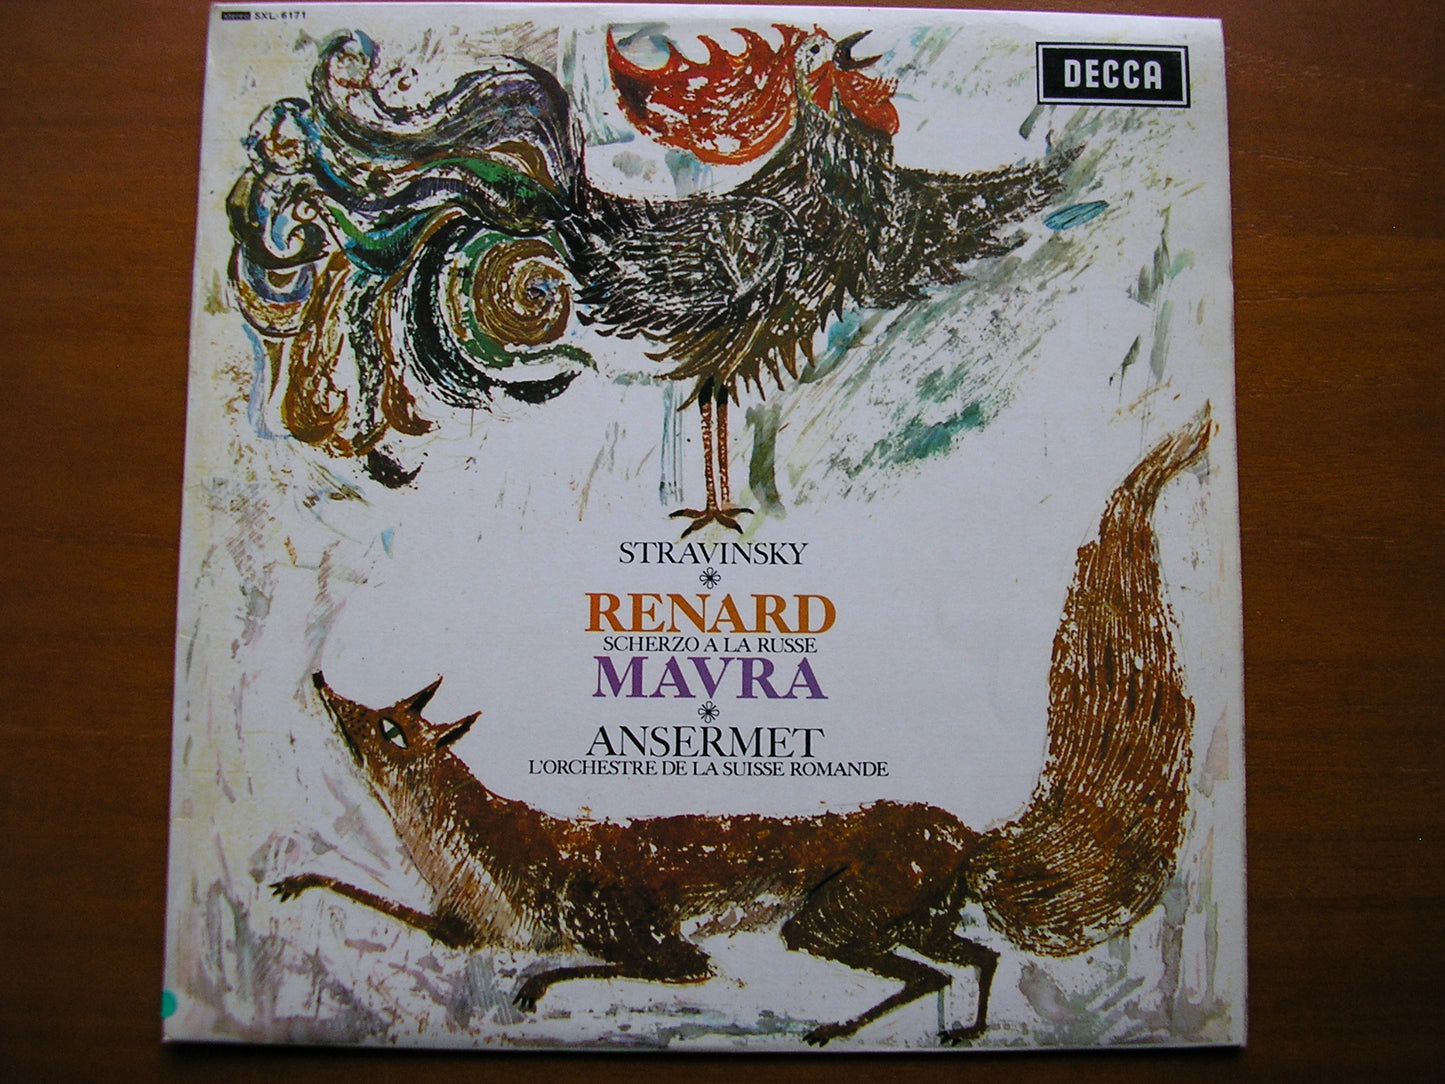 stereo SXL·6171
DECCA
STRAVINSKY
RENARD
SCHERZO A LA RUSSE
MAVRA
ANSERMET
L'ORCHESTRE DE LA SUISSE ROMANDE